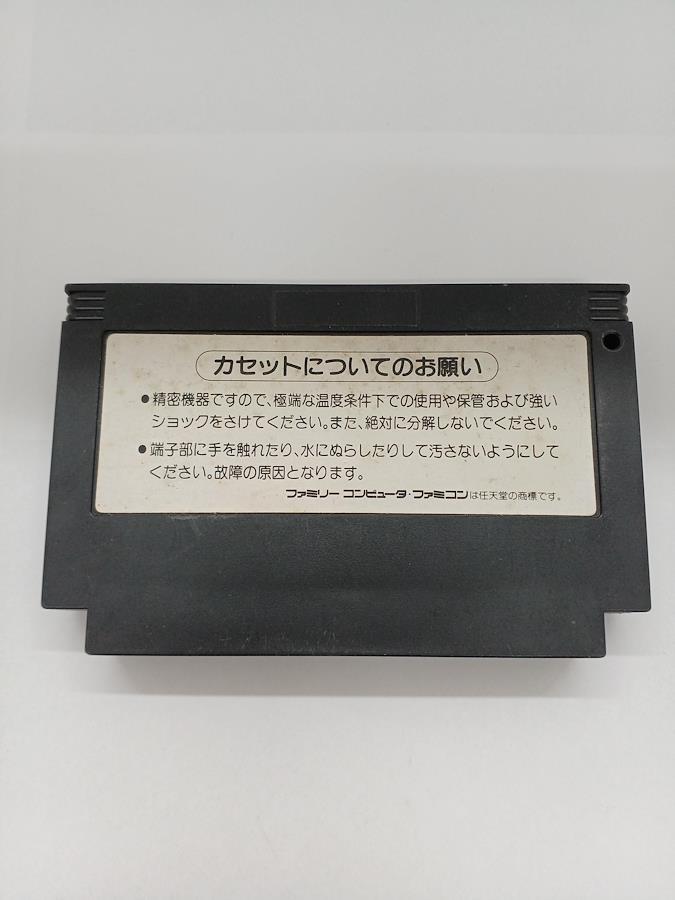 カセットについてのお願い
●精密機器ですので、極端な温度条件下での使用や保管および強い
ショックをさけてください。また、絶対に分解しないでください。
●端子部に手を触れたり、水にぬらしたりして汚さないようにして
ください。故障の原因となります。
ファミリー コンピュータ・ファミコンは任天堂の商標です。